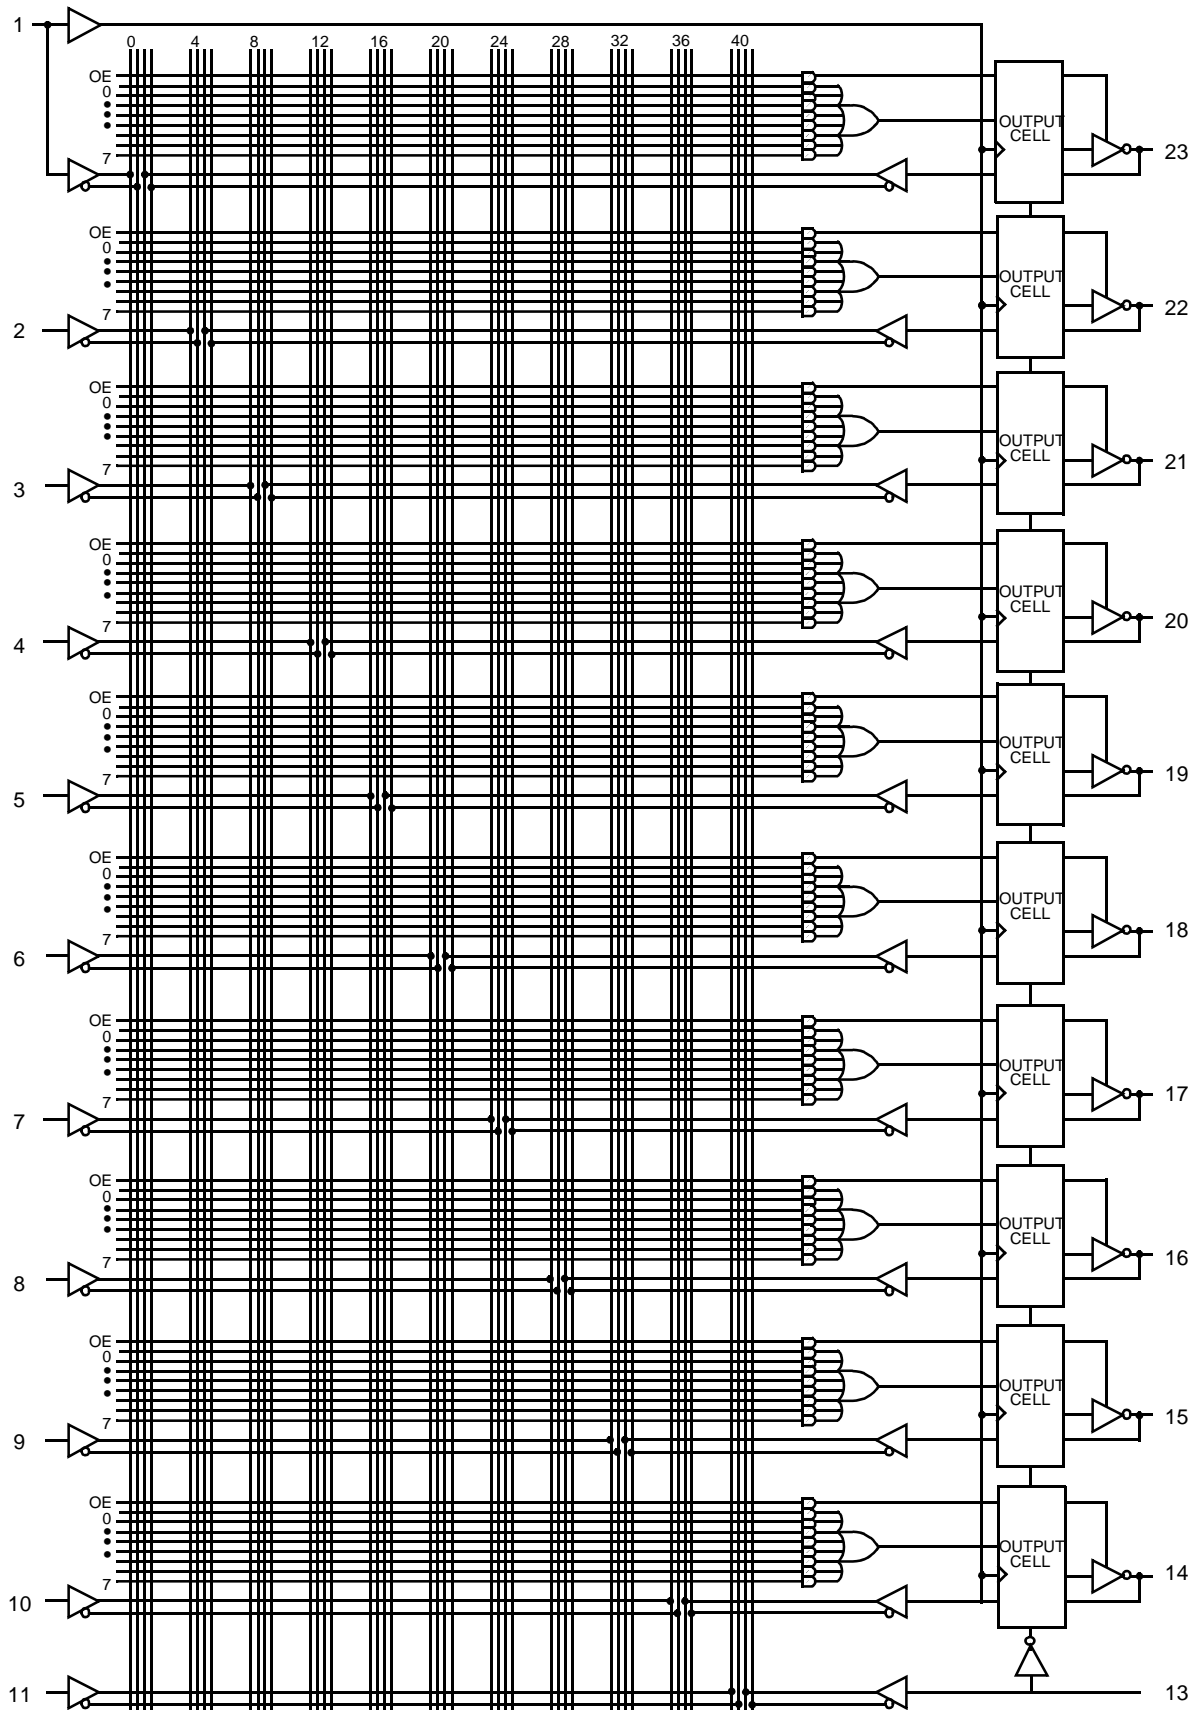 1
0 4 8 12 16 20 24 28 32 36 40
OE
0
7
OUTPUT
CELL
23
OE
0
7
OUTPUT
CELL
2
22
OE
0
7
OUTPUT
CELL
3
21
OE
0
7
OUTPUT
CELL
4
20
OE
0
7
OUTPUT
CELL
5
19
OE
0
7
OUTPUT
CELL
6
18
OE
0
7
OUTPUT
CELL
7
17
OE
0
7
OUTPUT
CELL
8
16
OE
0
7
OUTPUT
CELL
9
15
OE
0
7
OUTPUT
CELL
10
14
11
13